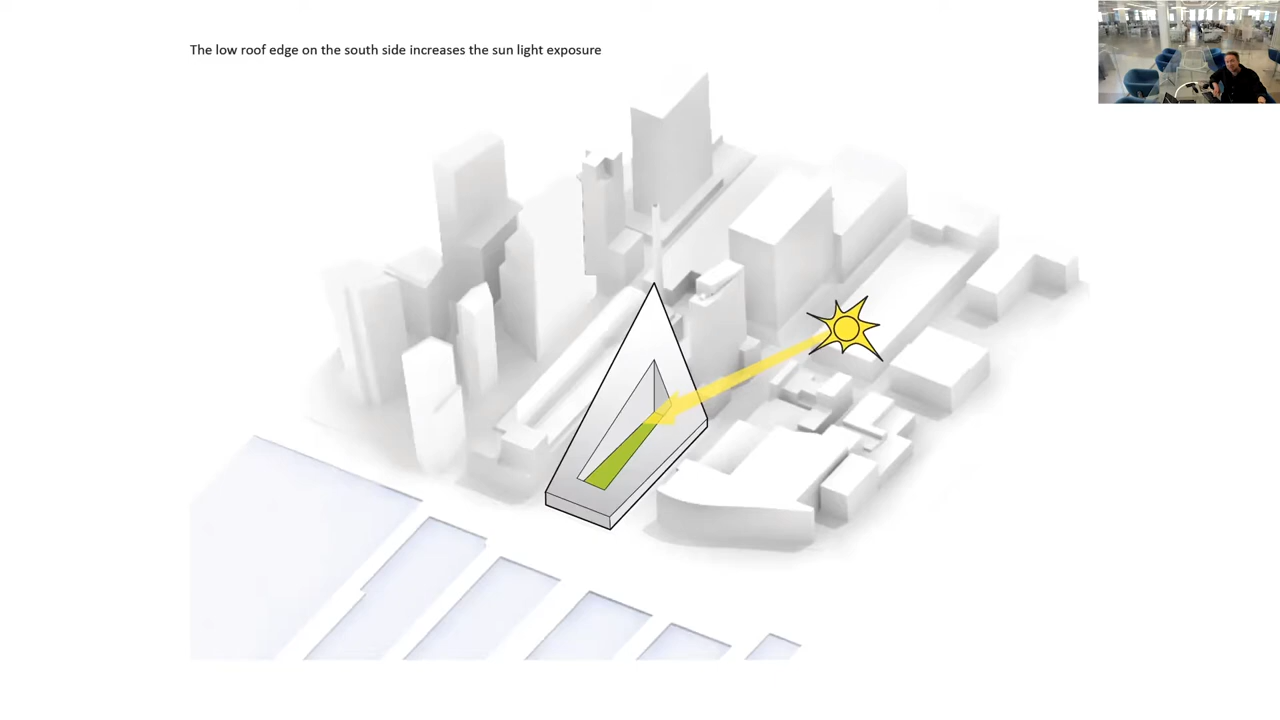 The low roof edge on the south side increases the sun light exposure